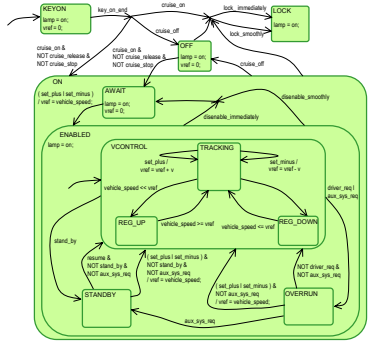 KEYON
lamp = on;
vref = 0;
key_on_end
cruise_on
cruise_off
lock_immediately
lock_smoothly
LOCK
lamp = on;
cruise_on &
NOT cruise_release &
NOT cruise_stop
cruise_on &
NOT cruise_release &
NOT cruise_stop
OFF
lamp = on;
vref = 0;
cruise_off
ON
( set_plus I set_minus )
/ vref = vehicle_speed;
AWAIT
lamp = on;
vref = 0;
disenable_smoothly
disenable_immediately
ENABLED
lamp = on;
VCONTROL
TRACKING
set_plus /
vref = vref + v
set_minus /
vref = vref - v
vehicle_speed << vref
driver_req I
aux_sys_req
REG_UP
vehicle_speed >= vref
vehicle_speed <= vref
REG_DOWN
stand_by
resume &
NOT stand_by &
NOT aux_sys_req
( set_plus I set_minus ) &
NOT stand_by &
NOT aux_sys_req
/ vref = vehicle_speed;
( set_plus I set_minus ) &
NOT aux_sys_req
/ vref = vehicle_speed;
NOT driver_req &
NOT aux_sys_req
STANDBY
OVERRUN
aux_sys_req